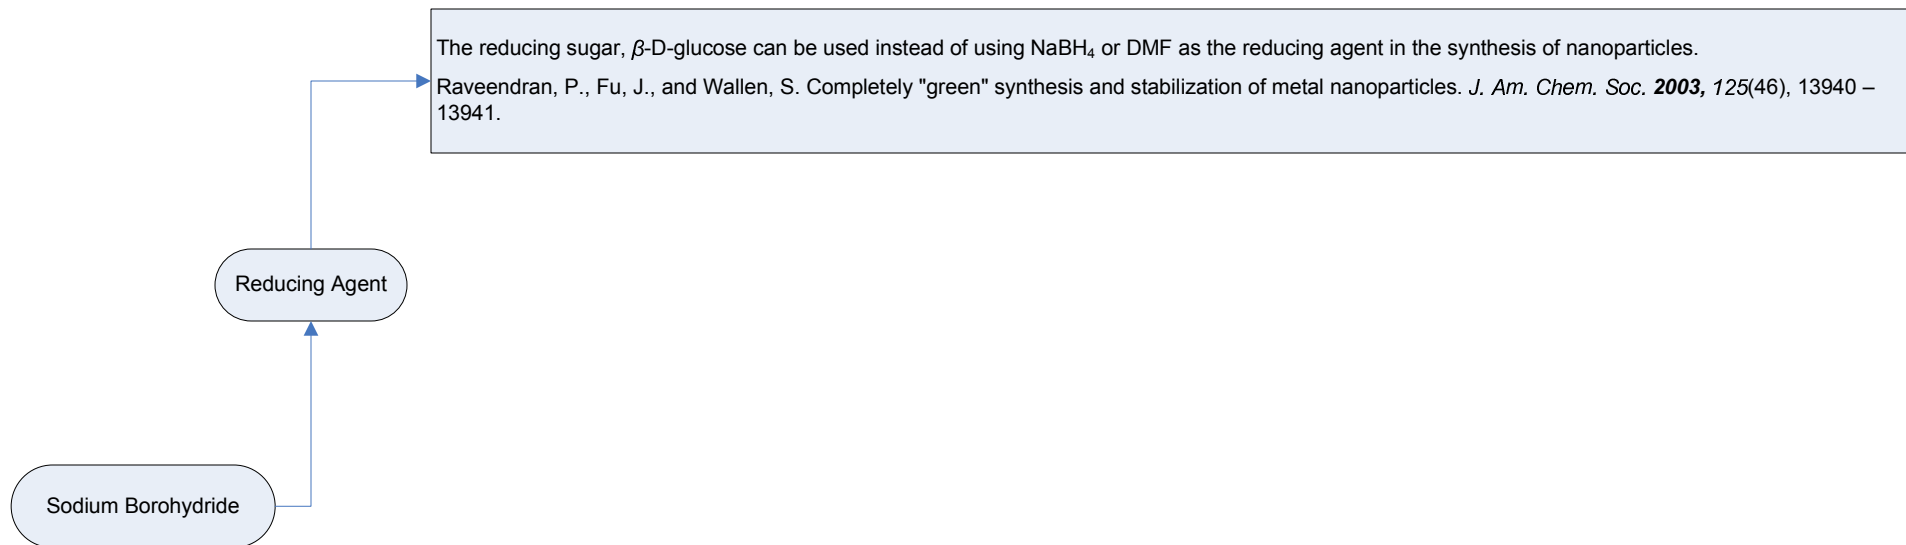 The reducing sugar, β-D-glucose can be used instead of using NaBH₄ or DMF as the reducing agent in the synthesis of nanoparticles.
Raveendran, P., Fu, J., and Wallen, S. Completely "green" synthesis and stabilization of metal nanoparticles. J. Am. Chem. Soc. 2003, 125(46), 13940 –
13941.
Reducing Agent
Sodium Borohydride